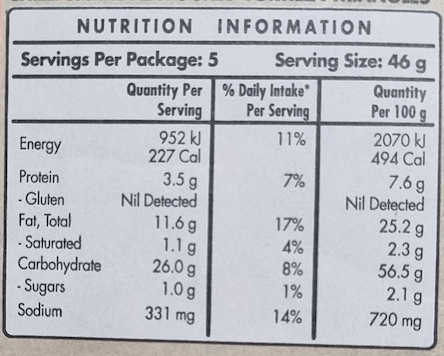 NUTRITION INFORMATION
Servings Per Package: 5 Serving Size: 46 g
Quantity Per Serving % Daily Intake* Per Serving Quantity Per 100 g
Energy 952 kJ 11% 2070 kJ
227 Cal 494 Cal
Protein 3.5 g 7% 7.6 g
- Gluten Nil Detected Nil Detected
Fat, Total 11.6 g 17% 25.2 g
- Saturated 1.1 g 4% 2.3 g
Carbohydrate 26.0 g 8% 56.5 g
- Sugars 1.0 g 1% 2.1 g
Sodium 331 mg 14% 720 mg